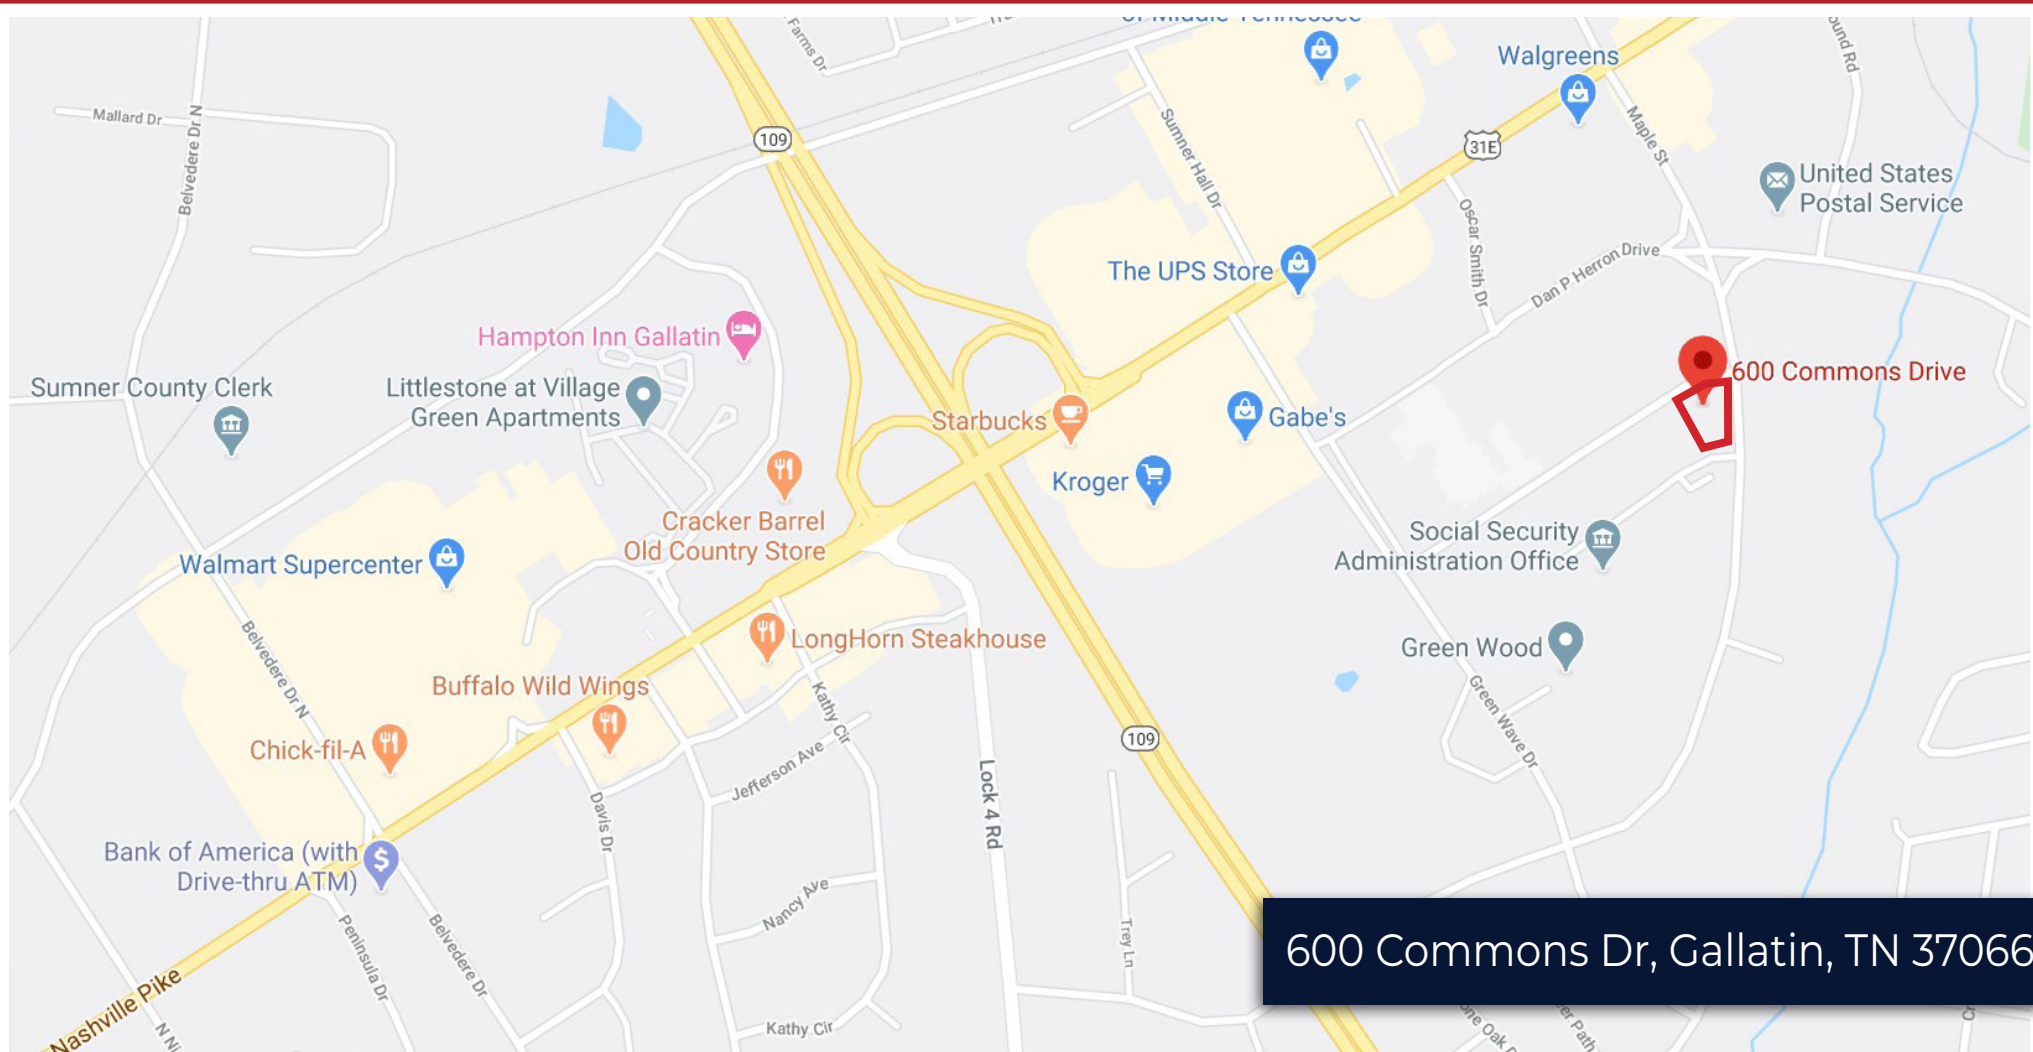 of Middle Tennessee
Farms Dr
Walgreens
Mallard Dr
Belvedere Dr N
109
Sumner Hall Dr
31E
Maple St
United States
Postal Service
Oscar Smith Dr
Dan P Herron Drive
The UPS Store
Hampton Inn Gallatin
Sumner County Clerk
Littlestone at Village
Green Apartments
600 Commons Drive
Starbucks
Gabe's
Kroger
Cracker Barrel
Old Country Store
Walmart Supercenter
Social Security
Administration Office
Belvedere Dr N
LongHorn Steakhouse
Green Wood
Buffalo Wild Wings
Kathy Cir
Green Wave Dr
Chick-fil-A
109
Jefferson Ave
Lock 4 Rd
Davis Dr
Bank of America (with
Drive-thru ATM)
Nancy Ave
Peninsula Dr
Belvedere Dr
Trey Ln
600 Commons Dr, Gallatin, TN 37066
Nashville Pike
Kathy Cir